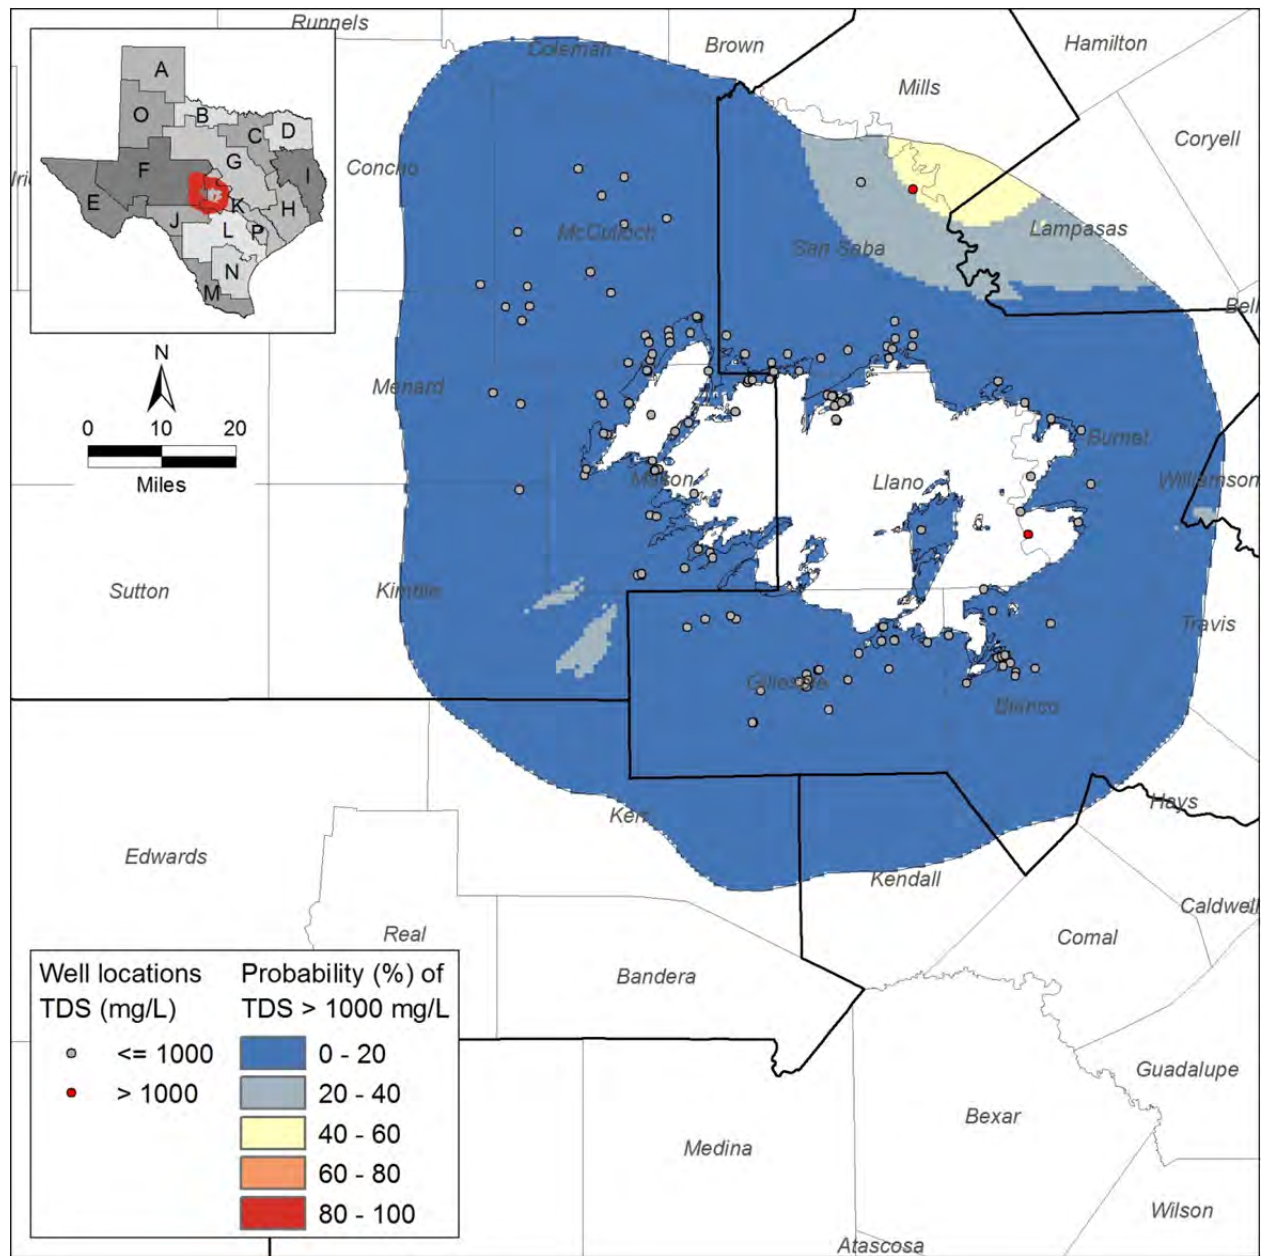 Runnels
Coleman
Brown
Hamilton
Mills
Coryell
Concho
McCulloch
San Saba
Lampasas
Bell
Menard
Mason
Llano
Burnet
Williamson
Sutton
Kimble
Gillespie
Blanco
Travis
Kerr
Hays
Edwards
Kendall
Real
Caldwell
Comal
Bandera
Guadalupe
Bexar
Medina
Wilson
Atascosa
A
O
B
C
D
F
G
I
E
K
H
J
L
P
N
M
N
0 10 20
Miles
Well locations
TDS (mg/L)
<= 1000
> 1000
Probability (%) of
TDS > 1000 mg/L
0 - 20
20 - 40
40 - 60
60 - 80
80 - 100